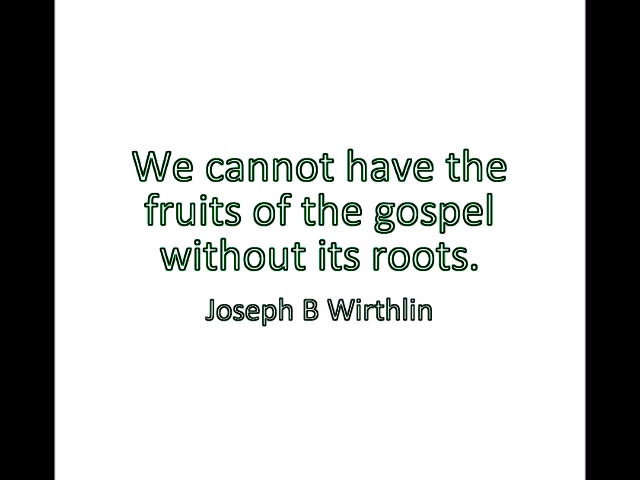 We cannot have the
fruits of the gospel
without its roots.
Joseph B Wirthlin